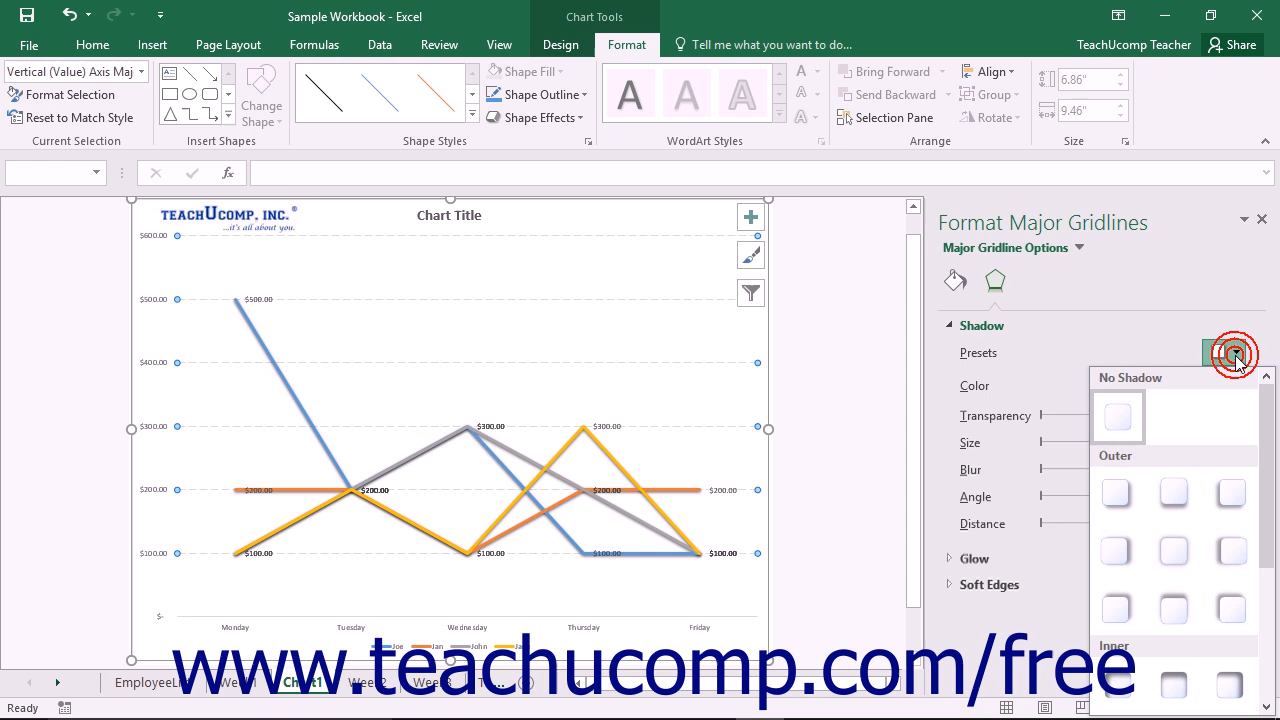 Sample Workbook - Excel
Chart Tools
File Home Insert Page Layout Formulas Data Review View Design Format Tell me what you want to do... TeachUcomp Teacher Share
Vertical (Value) Axis Maj
Format Selection
Reset to Match Style
Current Selection
Change Shape
Insert Shapes
Shape Fill
Shape Outline
Shape Effects
Shape Styles
A A A
A
A
A
WordArt Styles
Bring Forward
Send Backward
Selection Pane
Align
Group
Rotate
Arrange
6.86"
9.46"
Size
fx
TEACHUCOMP, INC.®
...it's all about you.
Chart Title
$600.00
$500.00 $500.00
$400.00
$300.00 $300.00 $300.00
$200.00 $200.00 $200.00 $200.00 $200.00
$100.00 $100.00 $100.00 $100.00 $100.00
$-
Monday Tuesday Wednesday Thursday Friday
Joe Jan John
Format Major Gridlines
Major Gridline Options
Shadow
Presets
Color
Transparency
Size
Blur
Angle
Distance
Glow
Soft Edges
No Shadow
Outer
Inner
www.teachucomp.com/free
Chart1
Ready